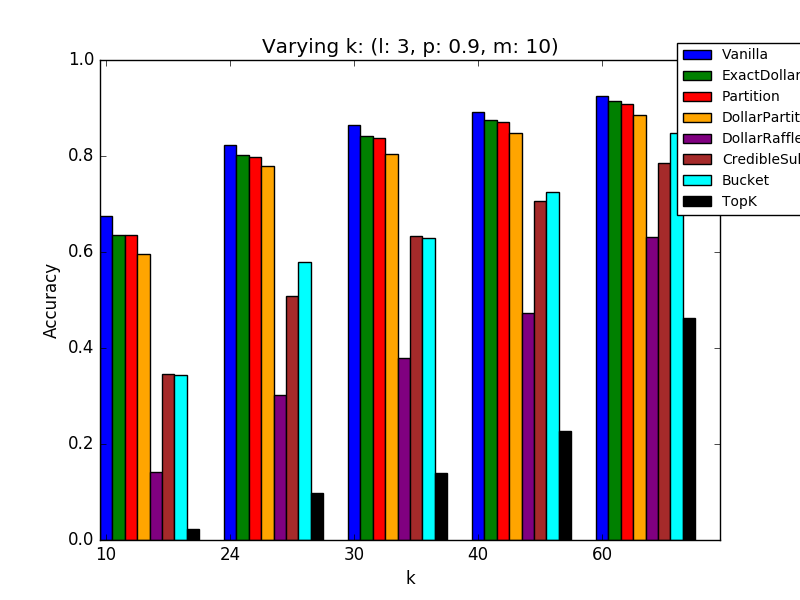 Varying k: (l: 3, p: 0.9, m: 10)
Vanilla
ExactDollar
Partition
DollarPartit
DollarRaffle
CredibleSu
Bucket
TopK
1.0
0.8
0.6
0.4
0.2
0.0
Accuracy
10 24 30 40 60
k